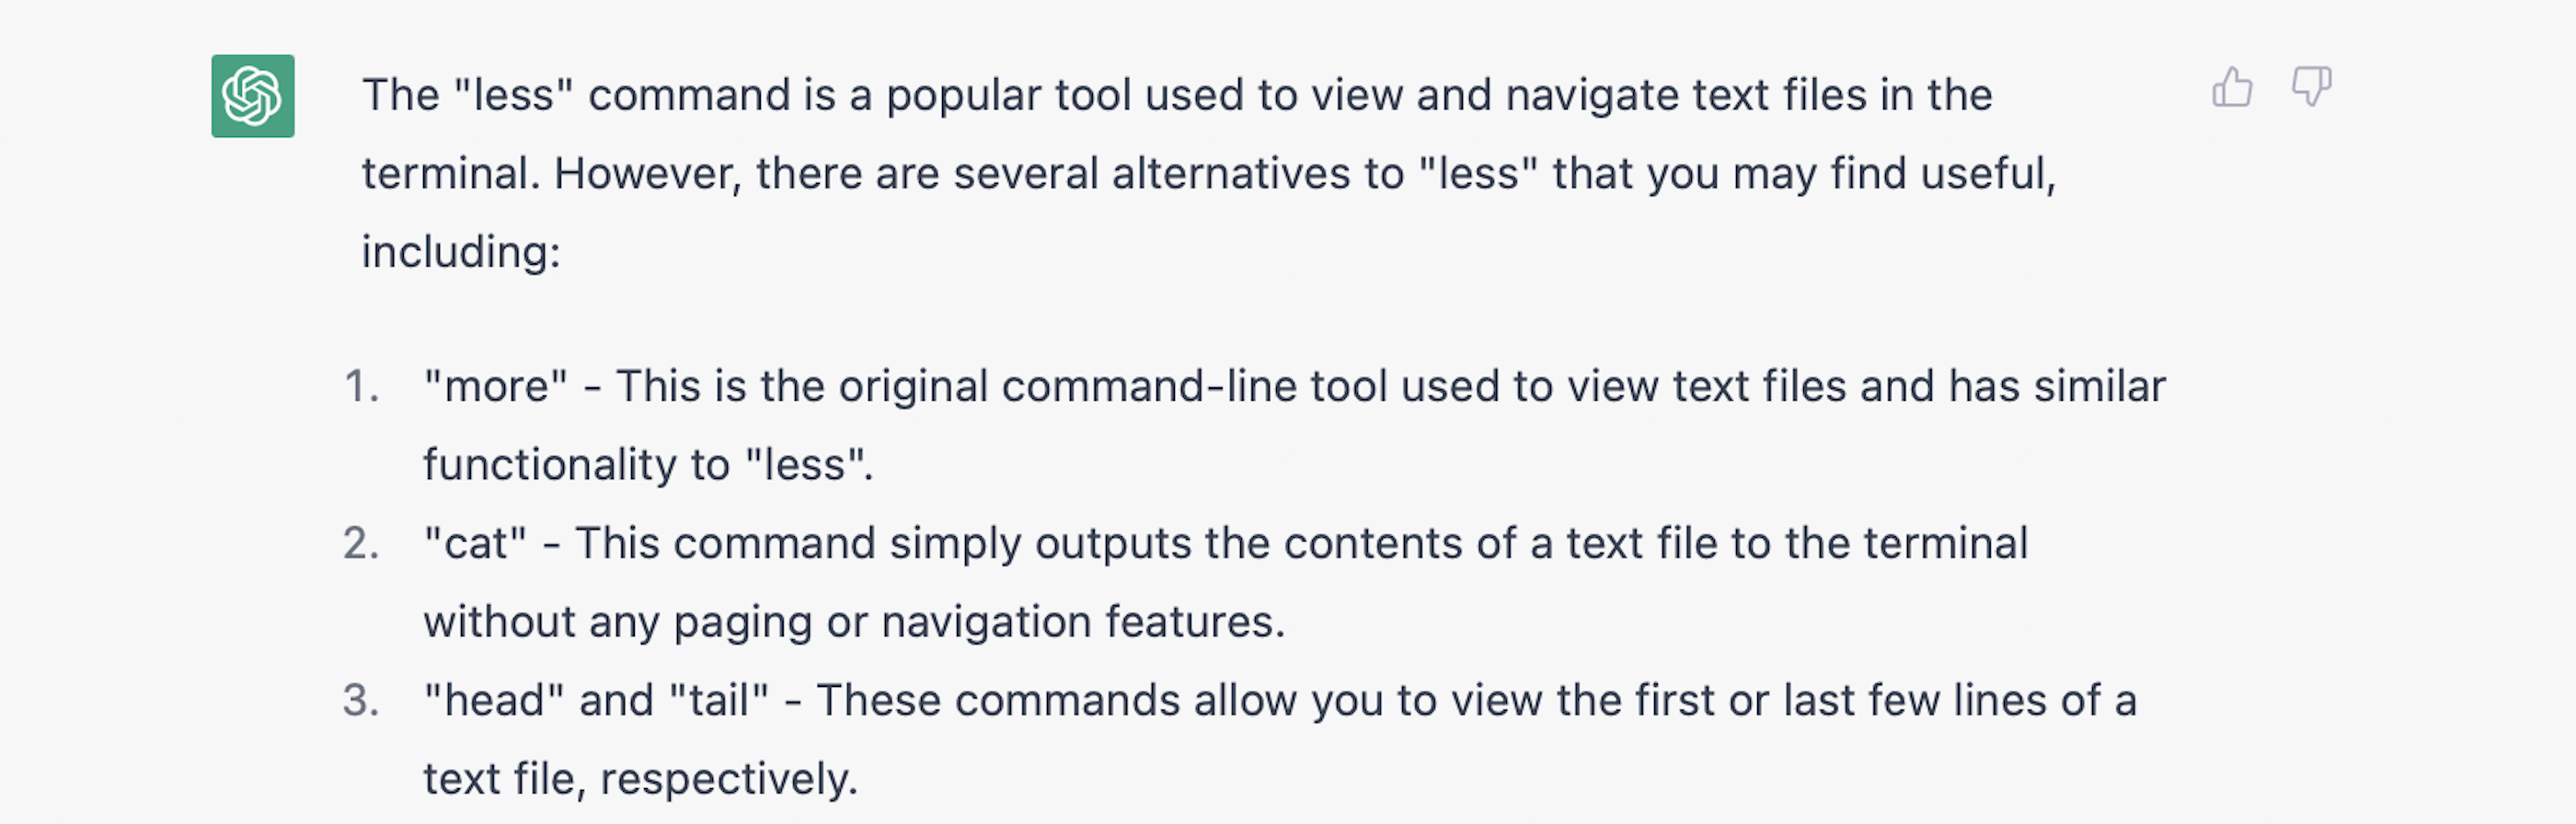 The "less" command is a popular tool used to view and navigate text files in the
terminal. However, there are several alternatives to "less" that you may find useful,
including:
1. "more" - This is the original command-line tool used to view text files and has similar
functionality to "less".
2. "cat" - This command simply outputs the contents of a text file to the terminal
without any paging or navigation features.
3. "head" and "tail" - These commands allow you to view the first or last few lines of a
text file, respectively.